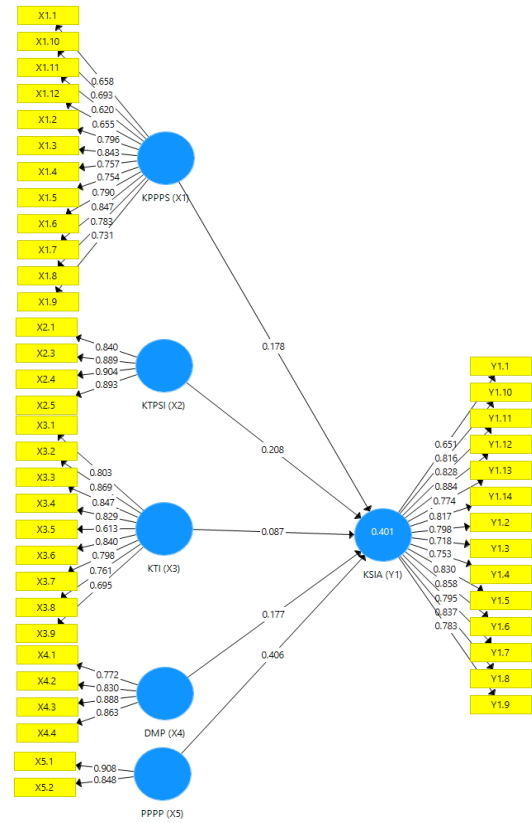 X1.1
X1.10
X1.11
X1.12
X1.2
X1.3
X1.4
X1.5
X1.6
X1.7
X1.8
X1.9
0.658
0.693
0.620
0.655
0.796
0.843
0.757
0.754
0.790
0.847
0.783
0.731
KPPPS (X1)
0.178
X2.1
X2.3
X2.4
X2.5
0.840
0.889
0.904
0.893
KTPSI (X2)
0.208
X3.1
X3.2
X3.3
X3.4
X3.5
X3.6
X3.7
X3.8
X3.9
0.803
0.869
0.847
0.829
0.613
0.840
0.798
0.761
0.695
KTI (X3)
0.087
X4.1
X4.2
X4.3
X4.4
0.772
0.830
0.888
0.863
DMP (X4)
0.177
X5.1
X5.2
0.908
0.848
PPPP (X5)
0.406
0.401
KSIA (Y1)
0.651
0.816
0.828
0.884
0.774
0.817
0.798
0.718
0.753
0.830
0.858
0.795
0.837
0.783
Y1.1
Y1.10
Y1.11
Y1.12
Y1.13
Y1.14
Y1.2
Y1.3
Y1.4
Y1.5
Y1.6
Y1.7
Y1.8
Y1.9